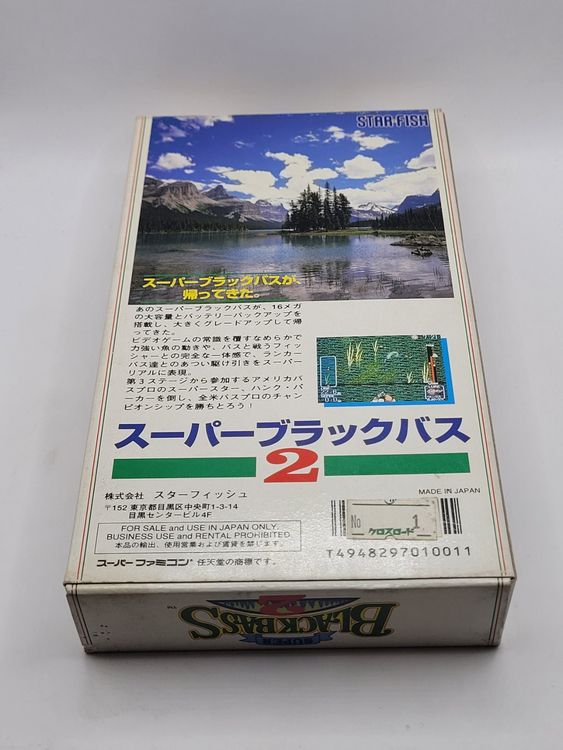 STAR-FISH
スーパーブラックバスが、
帰ってきた。
あのスーパーブラックバスが、16メガ
の大容量とバッテリーバックアップを
搭載し、大きくグレードアップして帰
ってきた。
ビデオゲームの常識を覆すなめらかで
力強い魚の動きや、バスと戦うフィッ
シャーとの完全な一体感で、ランカー
バス達とのあつい駆け引きをスーパー
リアルに表現。
第3ステージから参加するアメリカバ
スプロのスーパースター、ハンク・パ
ーカーを倒し、全米バスプロのチャン
ピオンシップを勝ちとろう!
スーパーブラックバス
2
株式会社 スターフィッシュ
〒152 東京都目黒区中央町1-3-14
目黒センタービル4F
MADE IN JAPAN
FOR SALE and USE IN JAPAN ONLY.
BUSINESS USE and RENTAL PROHIBITED.
本品の輸出、使用営業および賃貸を禁じます。
スーパーファミコン 任天堂の商標です。
No 1
クロスロード
T4948297010011
SUPER
BLACKBASS
2
TM